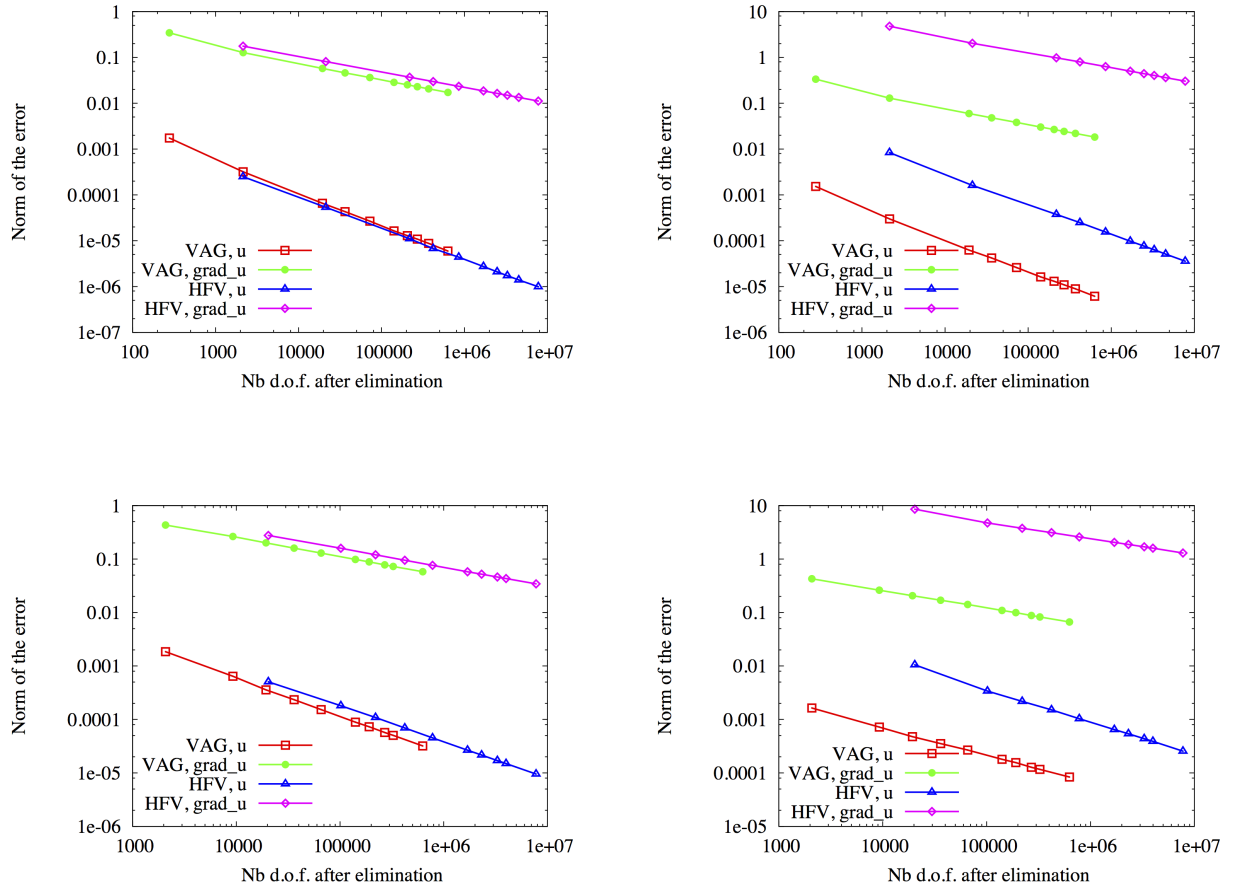 1
0.1
0.01
0.001
0.0001
1e-05
1e-06
1e-07
100 1000 10000 100000 1e+06 1e+07
Norm of the error
Nb d.o.f. after elimination
VAG, u
VAG, grad_u
HFV, u
HFV, grad_u
10
1
0.1
0.01
0.001
0.0001
1e-05
1e-06
100 1000 10000 100000 1e+06 1e+07
Norm of the error
Nb d.o.f. after elimination
VAG, u
VAG, grad_u
HFV, u
HFV, grad_u
1
0.1
0.01
0.001
0.0001
1e-05
1e-06
1000 10000 100000 1e+06 1e+07
Norm of the error
Nb d.o.f. after elimination
VAG, u
VAG, grad_u
HFV, u
HFV, grad_u
10
1
0.1
0.01
0.001
0.0001
1e-05
1000 10000 100000 1e+06 1e+07
Norm of the error
Nb d.o.f. after elimination
VAG, u
VAG, grad_u
HFV, u
HFV, grad_u